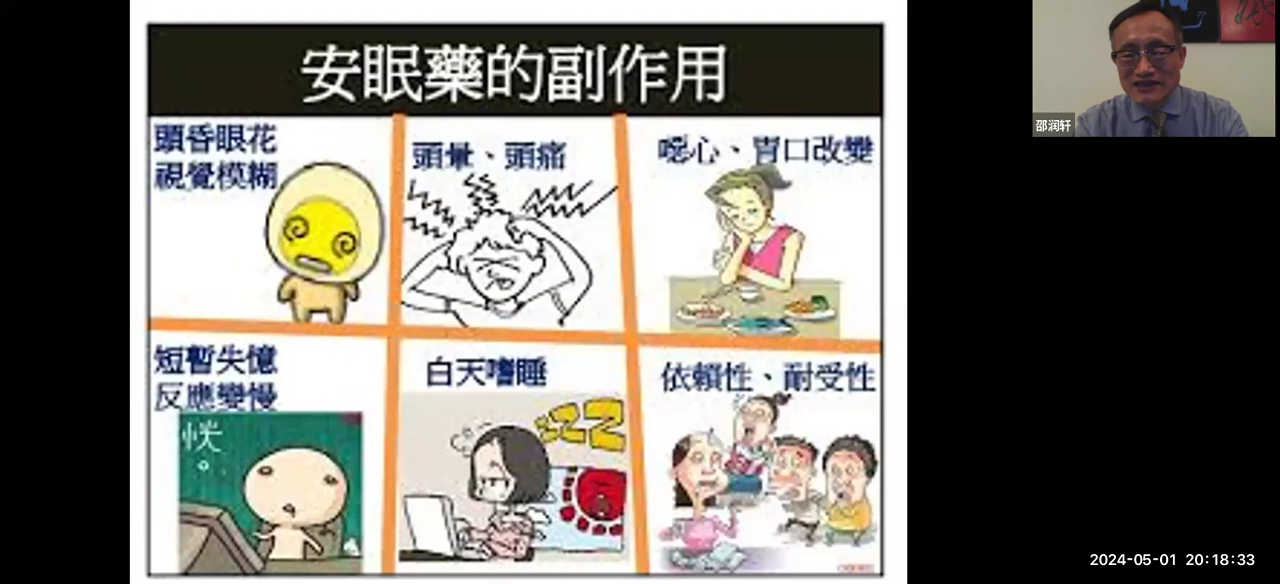 安眠藥的副作用
頭昏眼花
視覺模糊
頭暈、頭痛
噁心、胃口改變
短暫失憶
反應變慢
恍。
白天嗜睡
ZZZ
依賴性、耐受性
邵润轩
2024-05-01 20:18:33